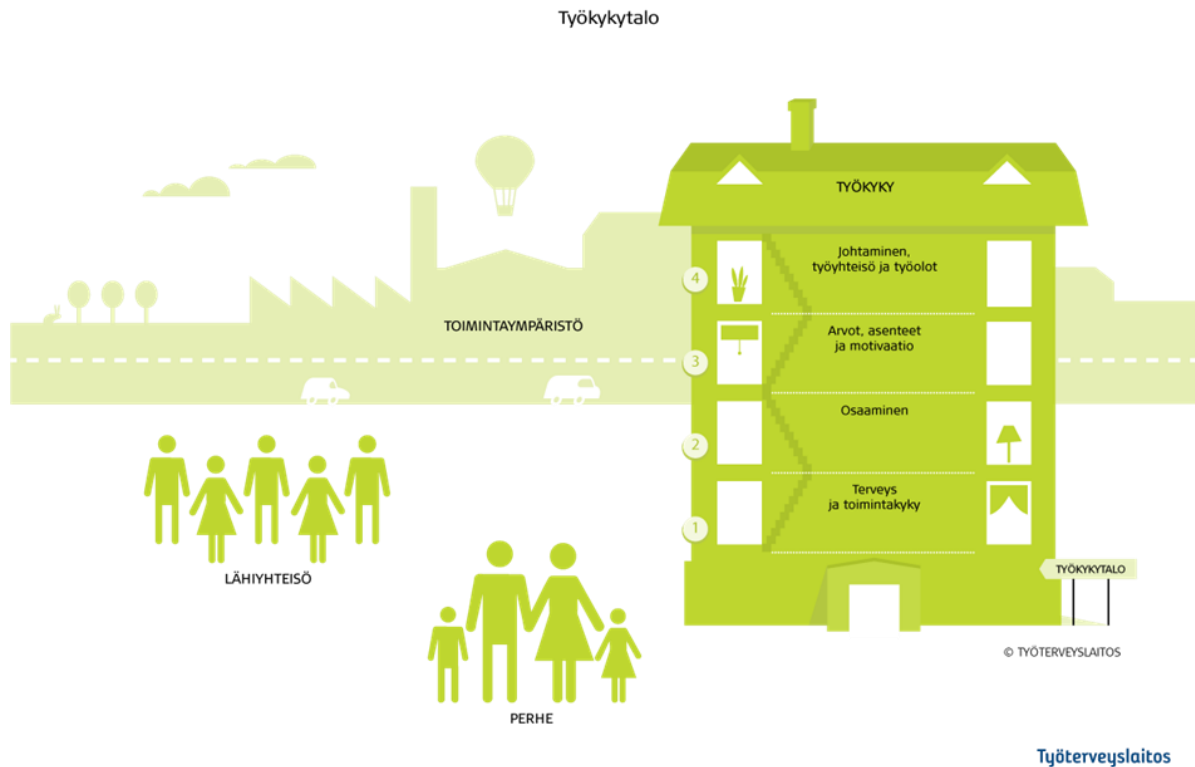 Työkykytalo
TYÖKYKY
4
Johtaminen,
työyhteisö ja työolot
TOIMINTAYMPÄRISTÖ
3
Arvot, asenteet
ja motivaatio
2
Osaaminen
1
Terveys
ja toimintakyky
LÄHIYHTEISÖ
TYÖKYKYTALO
PERHE
© TYÖTERVEYSLAITOS
Työterveyslaitos